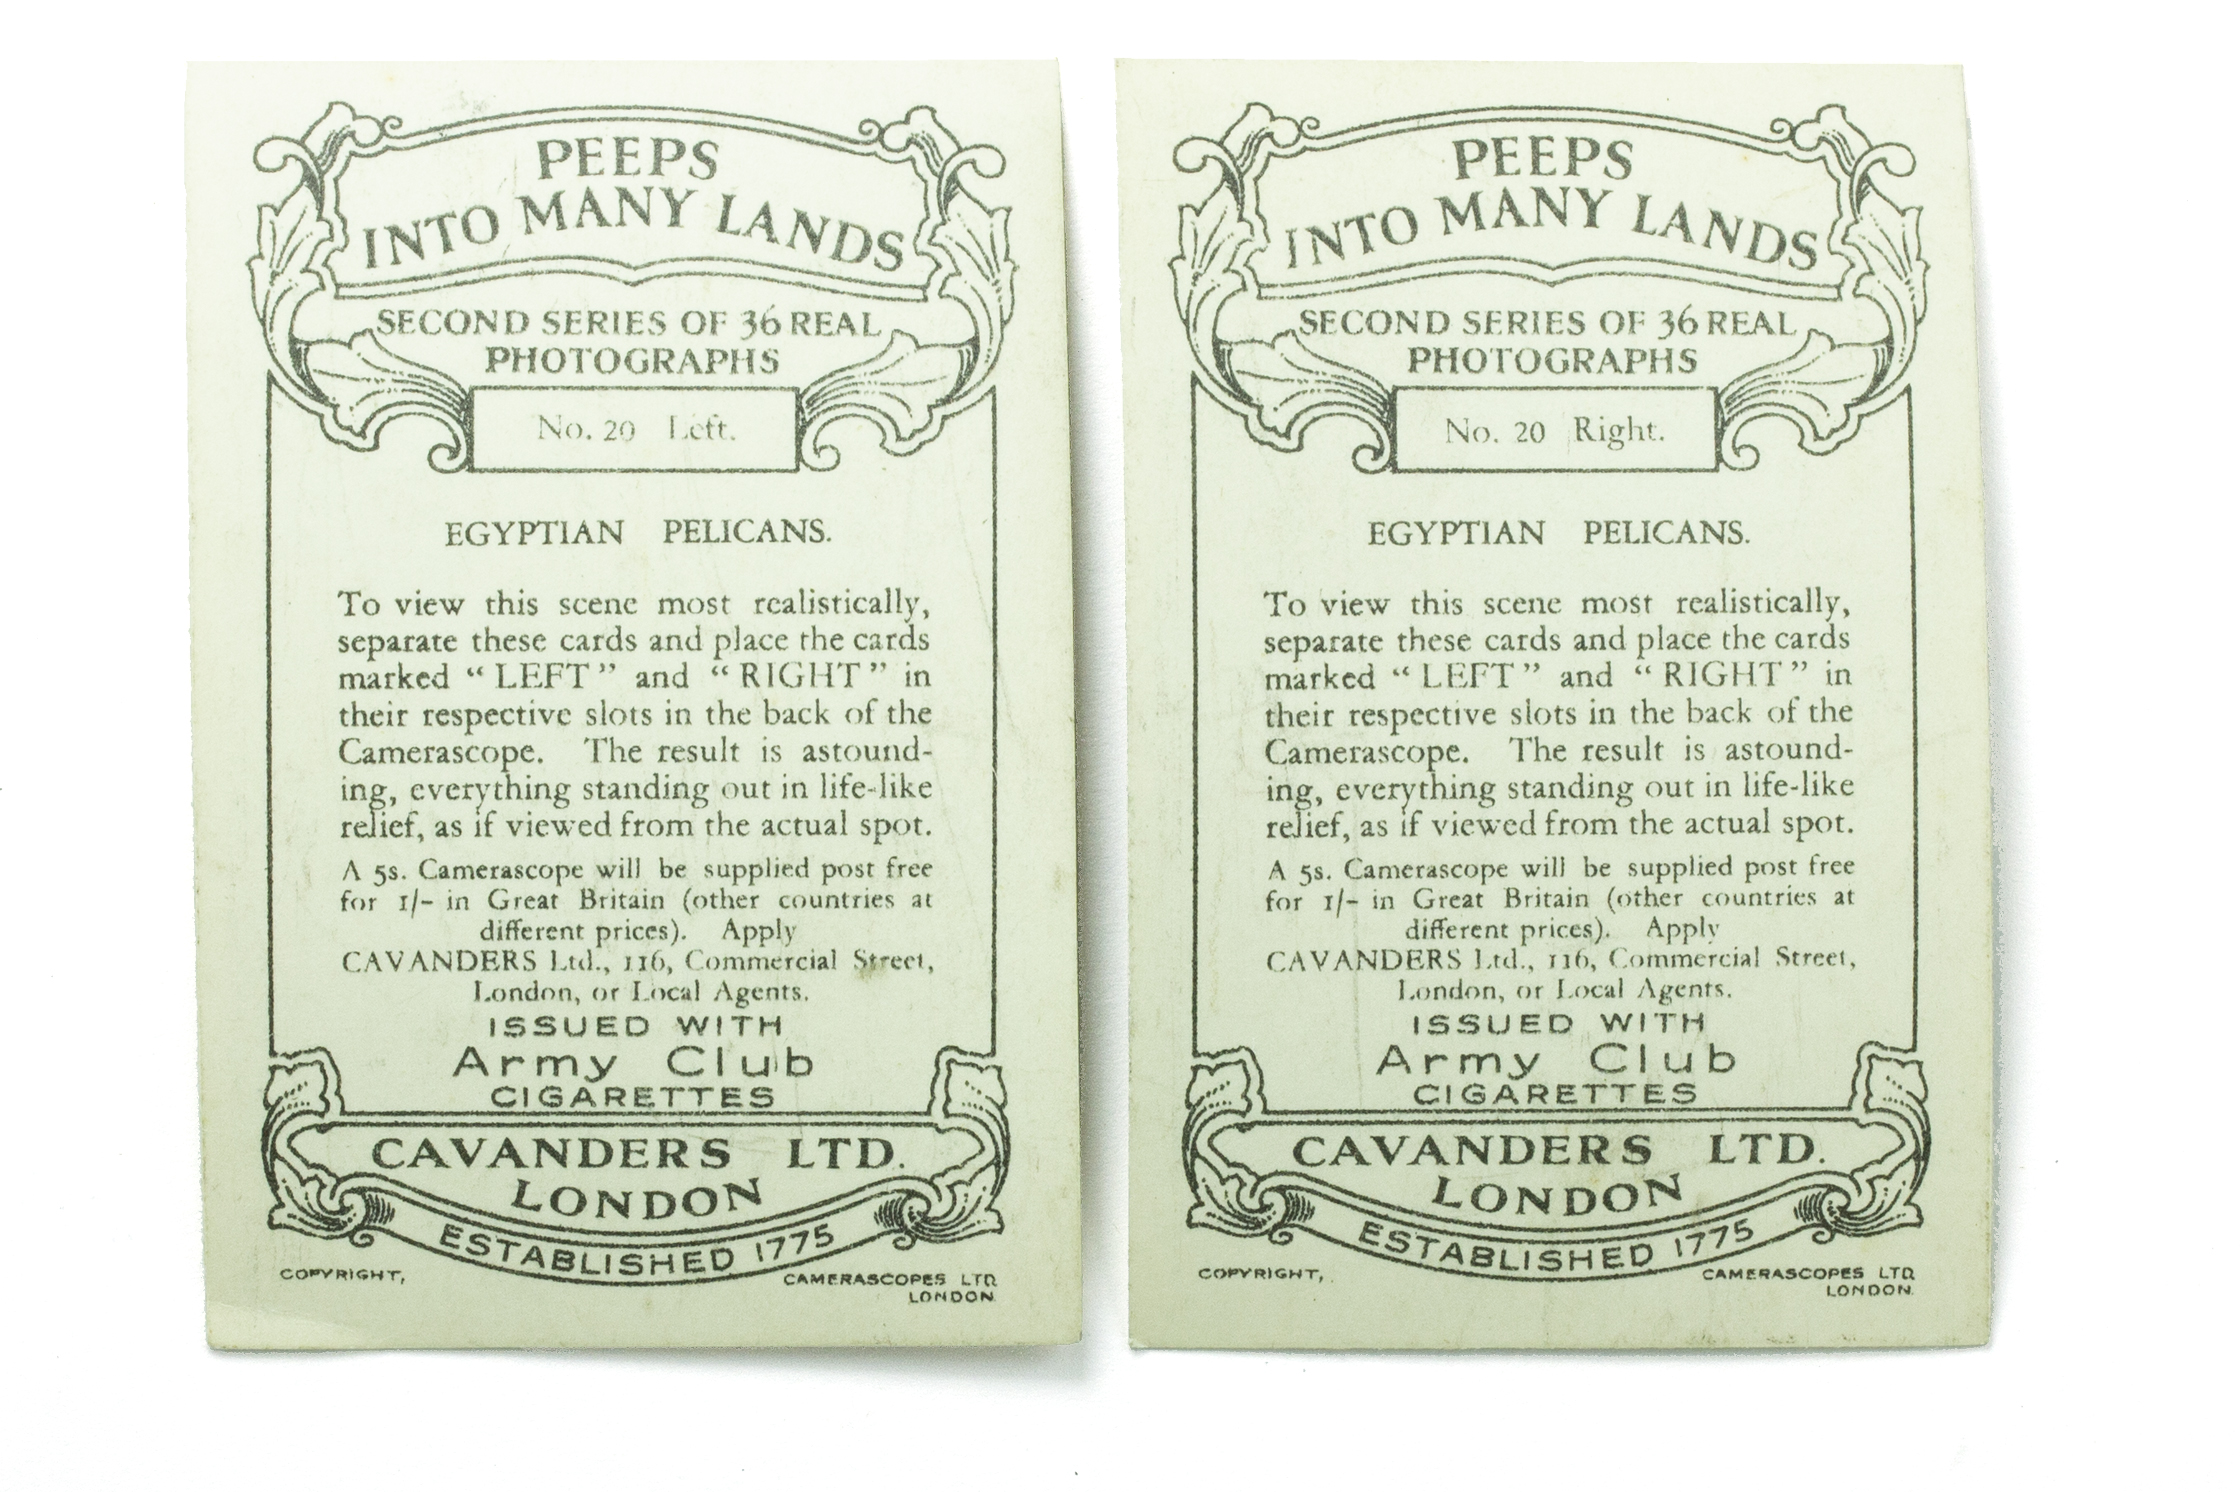 PEEPS
INTO MANY LANDS
SECOND SERIES OF 36 REAL
PHOTOGRAPHS
No. 20 Left.
EGYPTIAN PELICANS.
To view this scene most realistically,
separate these cards and place the cards
marked “LEFT” and “RIGHT” in
their respective slots in the back of the
Camerascope. The result is astound-
ing, everything standing out in life-like
relief, as if viewed from the actual spot.
A 5s. Camerascope will be supplied post free
for 1/- in Great Britain (other countries at
different prices). Apply
CAVANDERS Ltd., 116, Commercial Street,
London, or Local Agents.
ISSUED WITH
Army Club
CIGARETTES
CAVANDERS LTD.
LONDON
ESTABLISHED 1775
COPYRIGHT,
CAMERASCOPES LTD
LONDON.
PEEPS
INTO MANY LANDS
SECOND SERIES OF 36 REAL
PHOTOGRAPHS
No. 20 Right.
EGYPTIAN PELICANS.
To view this scene most realistically,
separate these cards and place the cards
marked “LEFT” and “RIGHT” in
their respective slots in the back of the
Camerascope. The result is astound-
ing, everything standing out in life-like
relief, as if viewed from the actual spot.
A 5s. Camerascope will be supplied post free
for 1/- in Great Britain (other countries at
different prices). Apply
CAVANDERS Ltd., 116, Commercial Street,
London, or Local Agents.
ISSUED WITH
Army Club
CIGARETTES
CAVANDERS LTD.
LONDON
ESTABLISHED 1775
COPYRIGHT,
CAMERASCOPES LTD
LONDON.